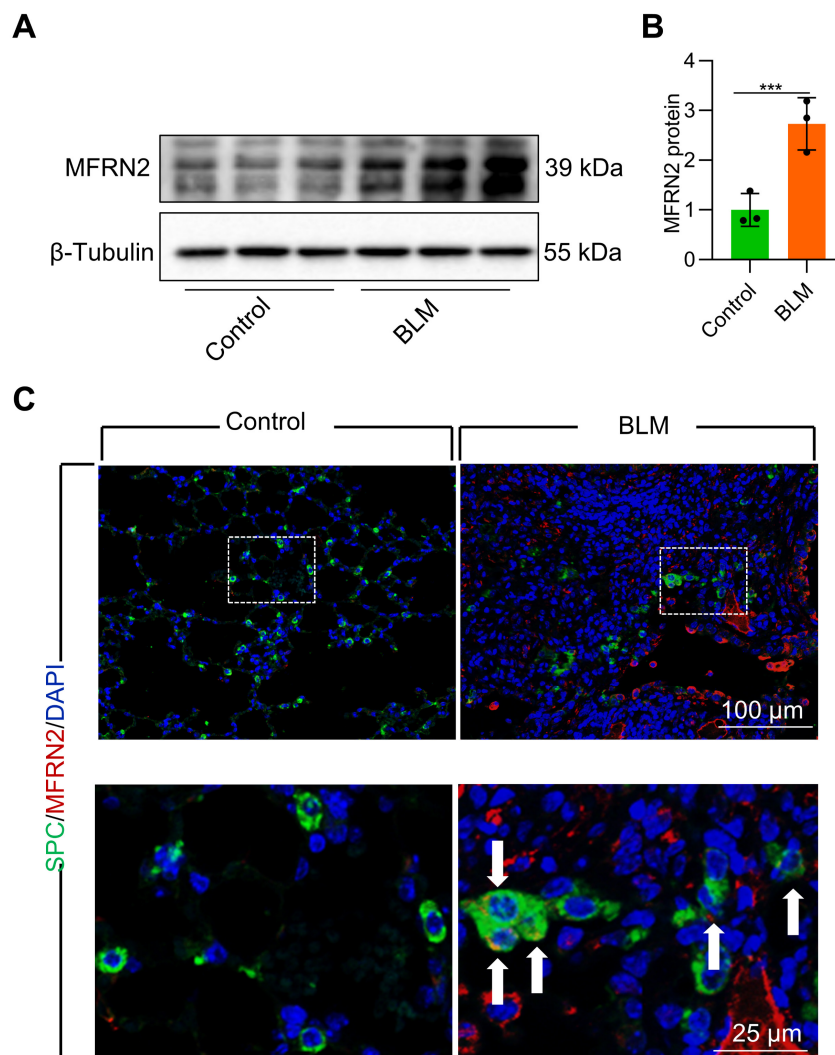 A
MFRN2
39 kDa
β-Tubulin
55 kDa
Control
BLM
B
MFRN2 protein
4
3
2
1
0
***
Control
BLM
C
Control
BLM
SPC/MFRN2/DAPI
100 µm
25 µm